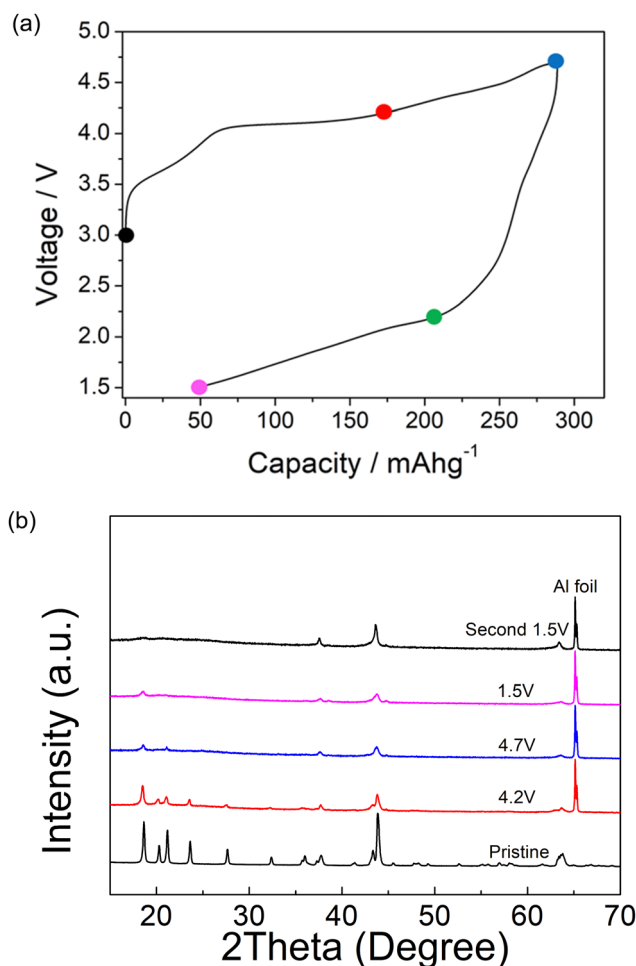 (a)
5.0
4.5
4.0
3.5
3.0
2.5
2.0
1.5
Voltage / V
0 50 100 150 200 250 300
Capacity / mAhg⁻¹
(b)
Al foil
Second 1.5V
1.5V
4.7V
4.2V
Pristine
Intensity (a.u.)
20 30 40 50 60 70
2Theta (Degree)